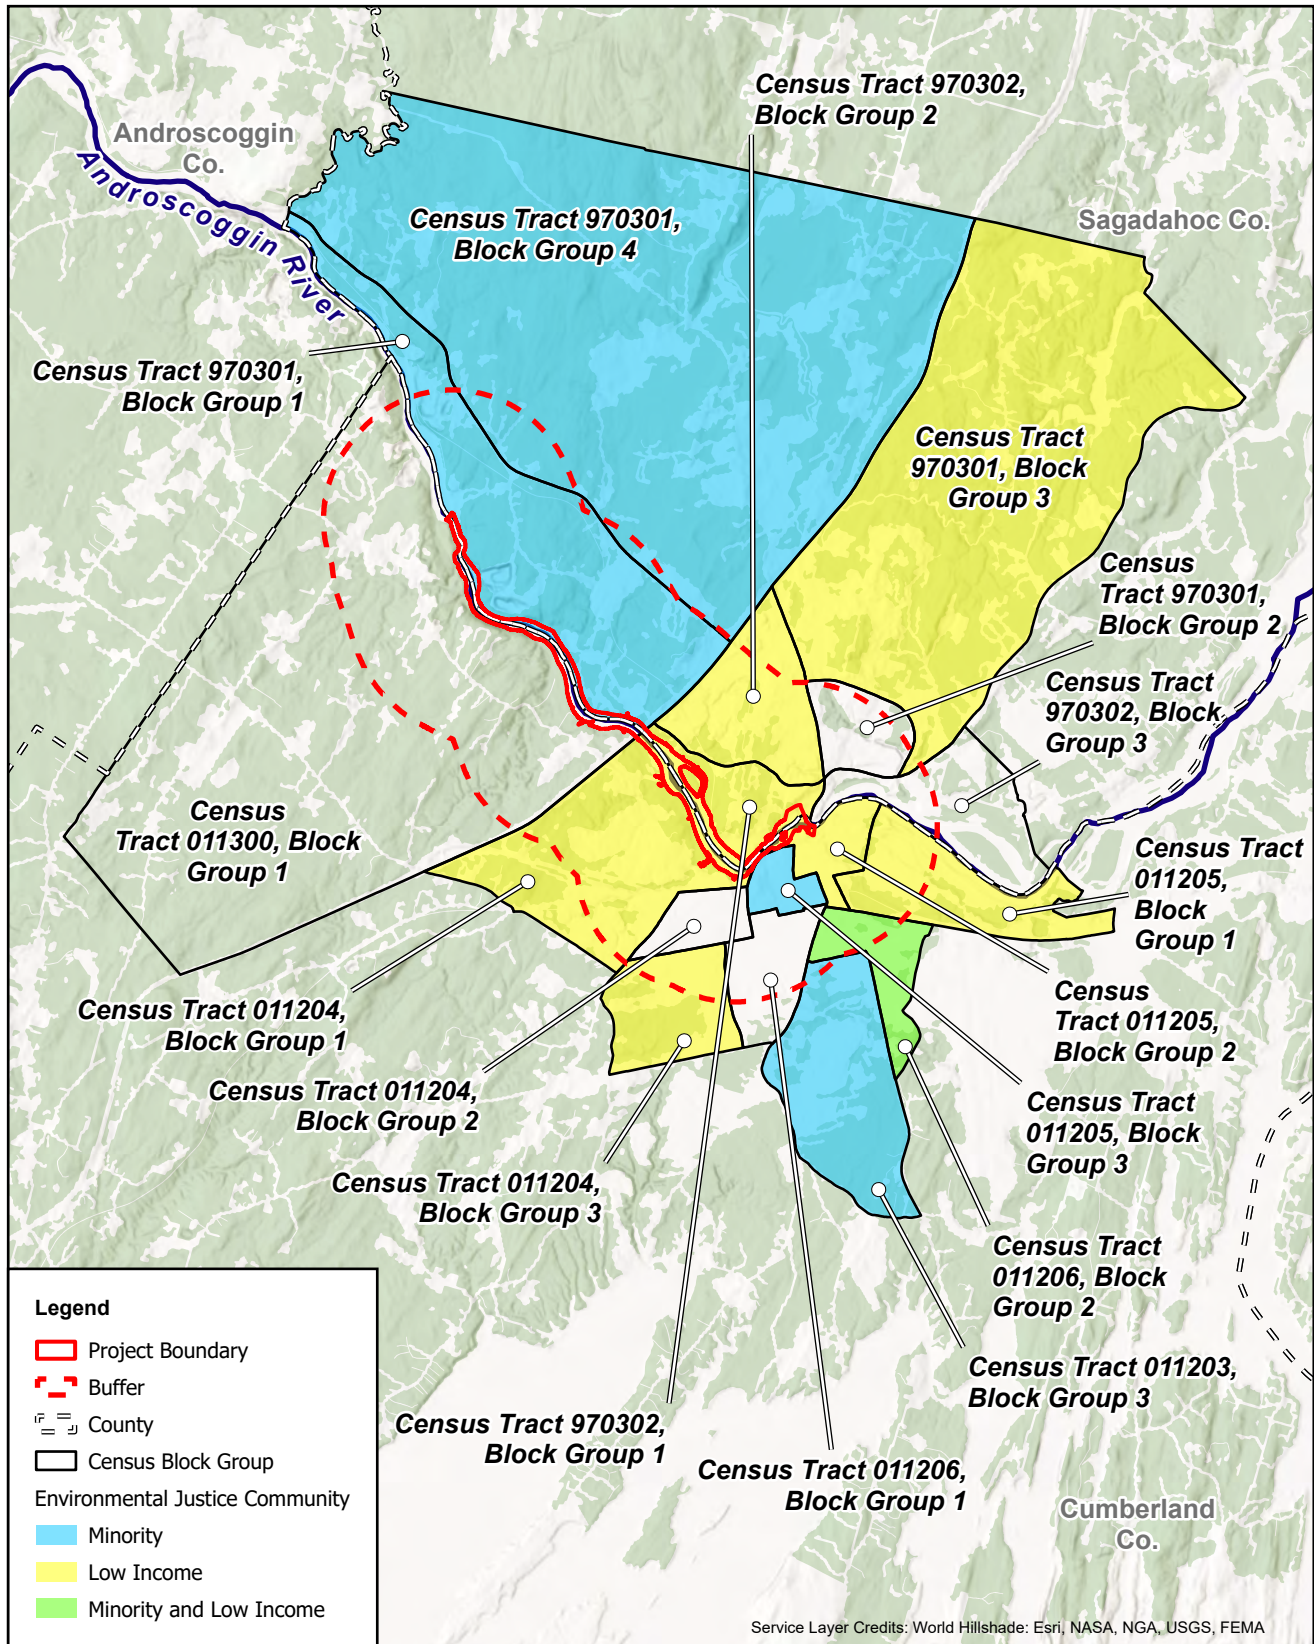 Census Tract 970302,
Block Group 2
Androscoggin
Co.
Androscoggin River
Census Tract 970301,
Block Group 4
Sagadahoc Co.
Census Tract 970301,
Block Group 1
Census Tract
970301, Block
Group 3
Census
Tract 970301,
Block Group 2
Census Tract
970302, Block
Group 3
Census
Tract 011300, Block
Group 1
Census Tract
011205,
Block
Group 1
Census Tract 011204,
Block Group 1
Census
Tract 011205,
Block Group 2
Census Tract 011204,
Block Group 2
Census Tract
011205, Block
Group 3
Census Tract 011204,
Block Group 3
Census Tract
011206, Block
Group 2
Census Tract 011203,
Block Group 3
Census Tract 970302,
Block Group 1
Census Tract 011206,
Block Group 1
Cumberland
Co.
Legend
Project Boundary
Buffer
County
Census Block Group
Environmental Justice Community
Minority
Low Income
Minority and Low Income
Service Layer Credits: World Hillshade: Esri, NASA, NGA, USGS, FEMA